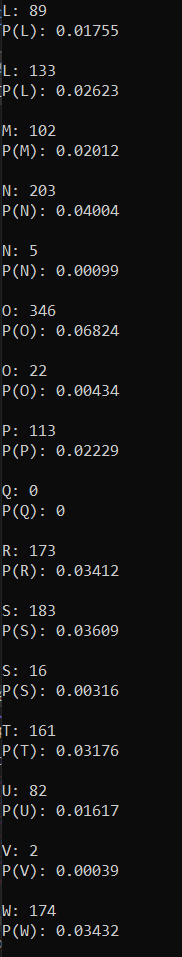 L: 89
P(L): 0.01755
L: 133
P(L): 0.02623
M: 102
P(M): 0.02012
N: 203
P(N): 0.04004
N: 5
P(N): 0.00099
O: 346
P(O): 0.06824
O: 22
P(O): 0.00434
P: 113
P(P): 0.02229
Q: 0
P(Q): 0
R: 173
P(R): 0.03412
S: 183
P(S): 0.03609
S: 16
P(S): 0.00316
T: 161
P(T): 0.03176
U: 82
P(U): 0.01617
V: 2
P(V): 0.00039
W: 174
P(W): 0.03432